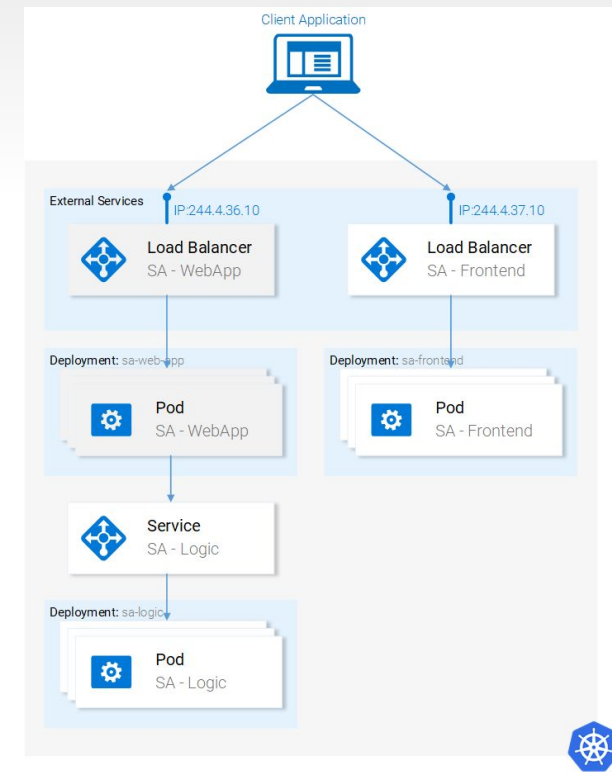 Client Application
External Services
IP:244.4.36.10
IP:244.4.37.10
Load Balancer
SA - WebApp
Load Balancer
SA - Frontend
Deployment: sa-web-app
Deployment: sa-frontend
Pod
SA - WebApp
Pod
SA - Frontend
Service
SA - Logic
Deployment: sa-logic
Pod
SA - Logic